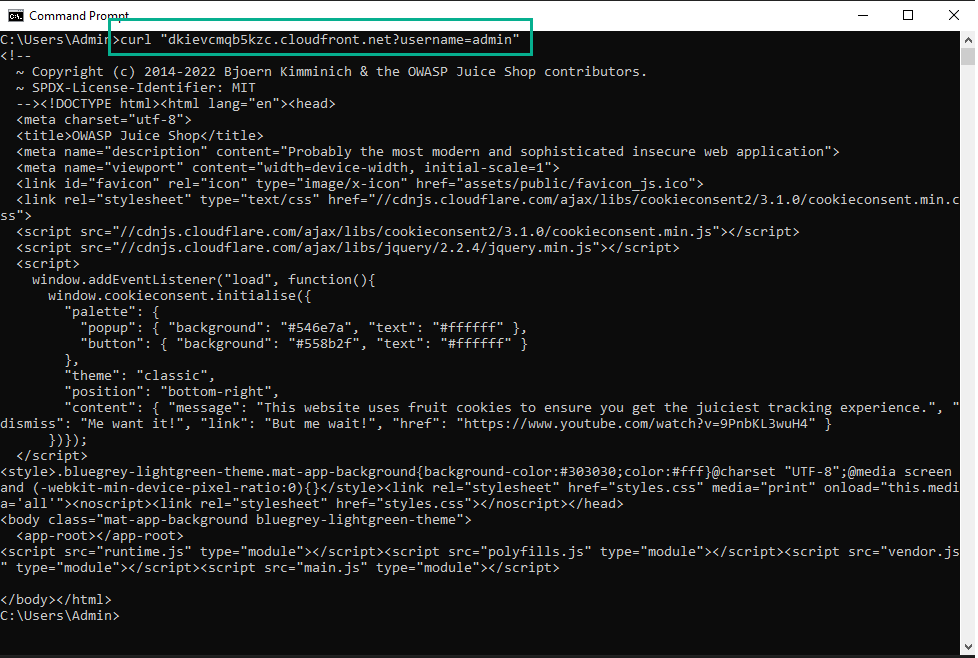 Command Prompt
C:\Users\Admin>curl "dkievcmqb5kzc.cloudfront.net?username=admin"
<!--
  ~ Copyright (c) 2014-2022 Bjoern Kimminich & the OWASP Juice Shop contributors.
  ~ SPDX-License-Identifier: MIT
  --><!DOCTYPE html><html lang="en"><head>
  <meta charset="utf-8">
  <title>OWASP Juice Shop</title>
  <meta name="description" content="Probably the most modern and sophisticated insecure web application">
  <meta name="viewport" content="width=device-width, initial-scale=1">
  <link id="favicon" rel="icon" type="image/x-icon" href="assets/public/favicon_js.ico">
  <link rel="stylesheet" type="text/css" href="//cdnjs.cloudflare.com/ajax/libs/cookieconsent2/3.1.0/cookieconsent.min.c
ss">
  <script src="//cdnjs.cloudflare.com/ajax/libs/cookieconsent2/3.1.0/cookieconsent.min.js"></script>
  <script src="//cdnjs.cloudflare.com/ajax/libs/jquery/2.2.4/jquery.min.js"></script>
  <script>
    window.addEventListener("load", function(){
      window.cookieconsent.initialise({
        "palette": {
          "popup": { "background": "#546e7a", "text": "#ffffff" },
          "button": { "background": "#558b2f", "text": "#ffffff" }
        },
        "theme": "classic",
        "position": "bottom-right",
        "content": { "message": "This website uses fruit cookies to ensure you get the juiciest tracking experience.", "
dismiss": "Me want it!", "link": "But me wait!", "href": "https://www.youtube.com/watch?v=9PnbKL3wuH4" }
      })});
  </script>
<style>.bluegrey-lightgreen-theme.mat-app-background{background-color:#303030;color:#fff}@charset "UTF-8";@media screen
and (-webkit-min-device-pixel-ratio:0){}</style><link rel="stylesheet" href="styles.css" media="print" onload="this.medi
a='all'"><noscript><link rel="stylesheet" href="styles.css"></noscript></head>
<body class="mat-app-background bluegrey-lightgreen-theme">
  <app-root></app-root>
<script src="runtime.js" type="module"></script><script src="polyfills.js" type="module"></script><script src="vendor.js
" type="module"></script><script src="main.js" type="module"></script>
</body></html>
C:\Users\Admin>